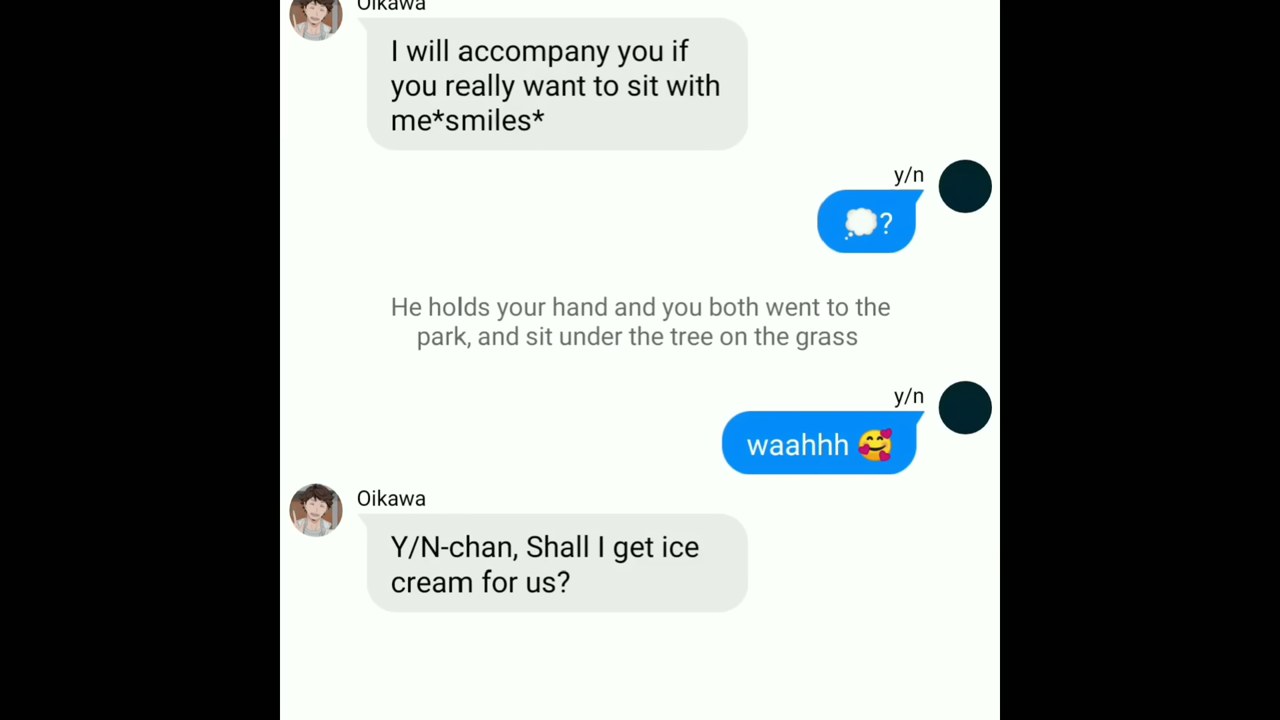 Oikawa
I will accompany you if
you really want to sit with
me*smiles*
y/n
💭?
He holds your hand and you both went to the
park, and sit under the tree on the grass
y/n
waahhh 🥰
Oikawa
Y/N-chan, Shall I get ice
cream for us?